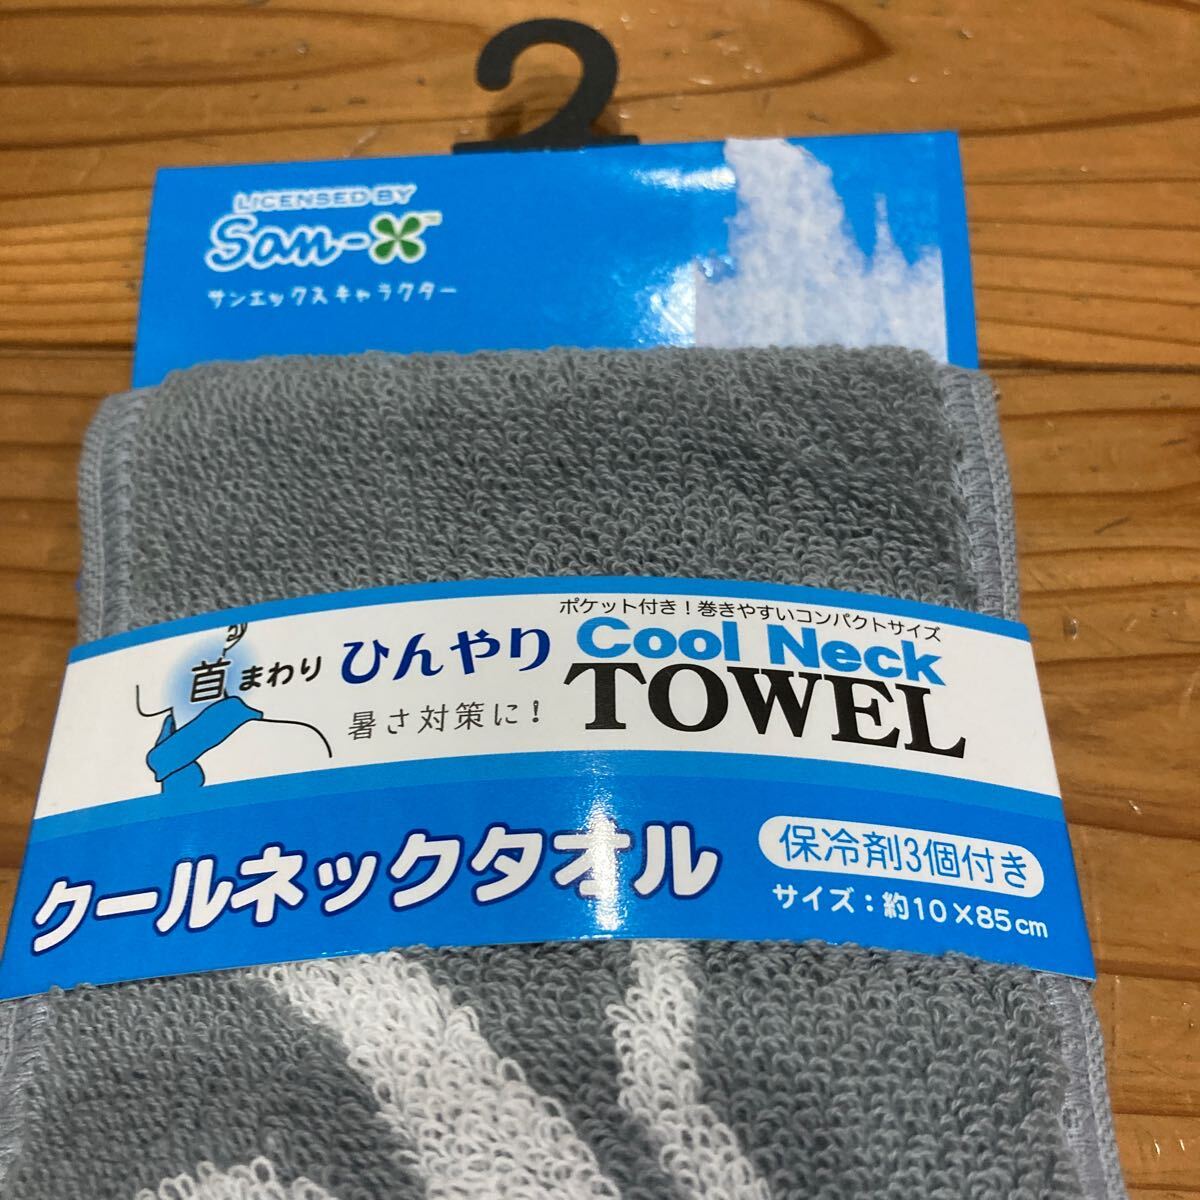 LICENSED BY
San-X™
サンエックスキャラクター
ポケット付き！巻きやすいコンパクトサイズ
首まわり ひんやり
暑さ対策に！
Cool Neck
TOWEL
クールネックタオル
保冷剤3個付き
サイズ：約10×85cm